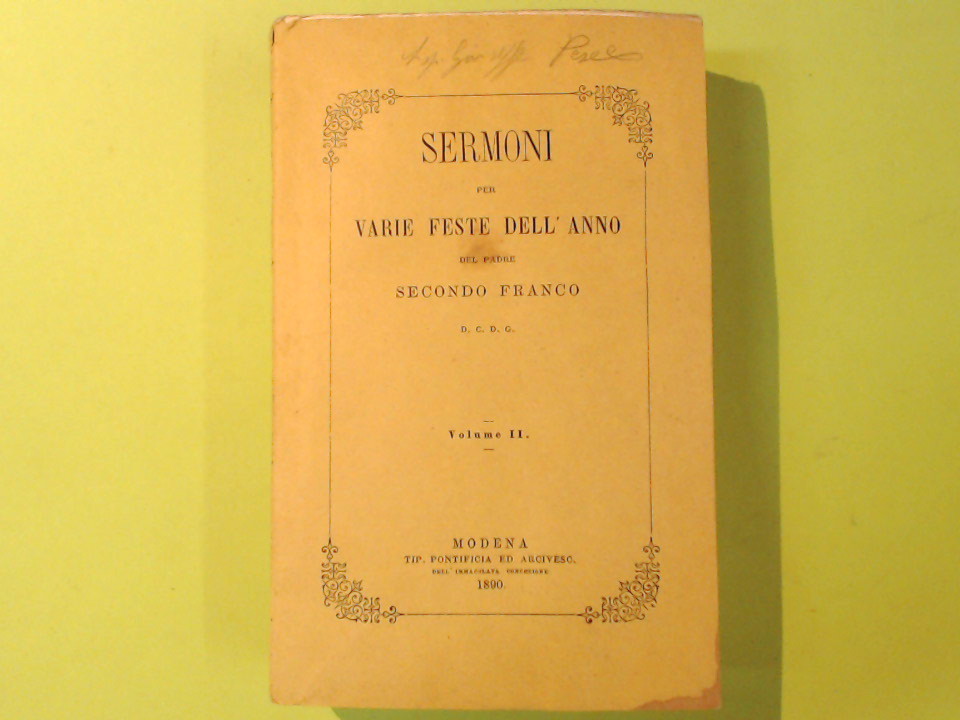 SERMONI
PER
VARIE FESTE DELL' ANNO
DEL PADRE
SECONDO FRANCO
D. C. D. G.
Volume II.
MODENA
TIP. PONTIFICIA ED ARCIVESC.
DELL' IMMACOLATA CONCEZIONE
1890.